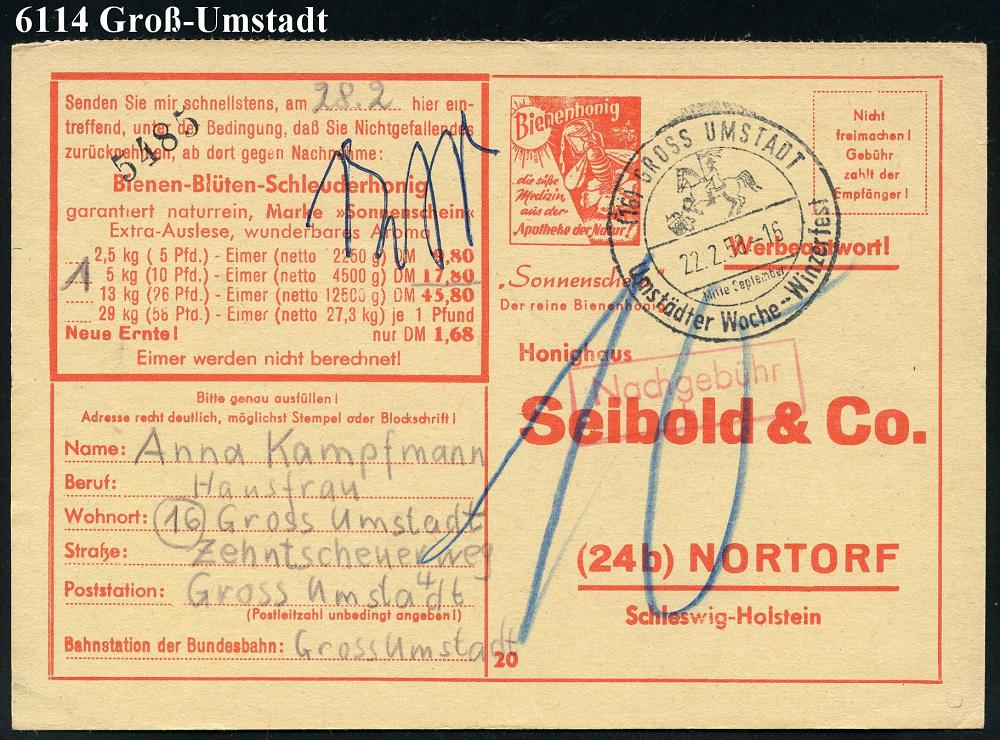 6114 Groß-Umstadt
Senden Sie mir schnellstens, am 28.2 hier ein-
treffend, unter der Bedingung, daß Sie Nichtgefallendes
zurücknehmen, ab dort gegen Nachnahme:
5485
Bienen-Blüten-Schleuderhonig
garantiert naturrein, Marke »Sonnenschein«
Extra-Auslese, wunderbares Aroma
2,5 kg ( 5 Pfd.) - Eimer (netto 2250 g) DM 9,80
1 5 kg (10 Pfd.) - Eimer (netto 4500 g) DM 17,80
13 kg (26 Pfd.) - Eimer (netto 12500 g) DM 45,80
29 kg (58 Pfd.) - Eimer (netto 27,3 kg) je 1 Pfund
Neue Ernte! nur DM 1,68
Eimer werden nicht berechnet!
Bitte genau ausfüllen!
Adresse recht deutlich, möglichst Stempel oder Blockschrift!
Name: Anna Kampfmann
Beruf: Hausfrau
Wohnort: (16) Gross Umstadt
Straße: Zehntscheuerweg
4
Poststation: Gross Umstadt
(Postleitzahl unbedingt angeben!)
Bahnstation der Bundesbahn: Gross Umstadt
Bienenhonig
...die süße
Medizin
aus der
Apotheke der Natur!
(16) GROSS UMSTADT
22.2.58.-16
Mitte September
Umstädter Woche--Winzerfest
Nicht
freimachen!
Gebühr
zahlt der
Empfänger!
Werbeantwort!
„Sonnenschein“
Der reine Bienenhonig
Honighaus
Nachgebühr
Seibold & Co.
10
(24b) NORTORF
Schleswig-Holstein
20